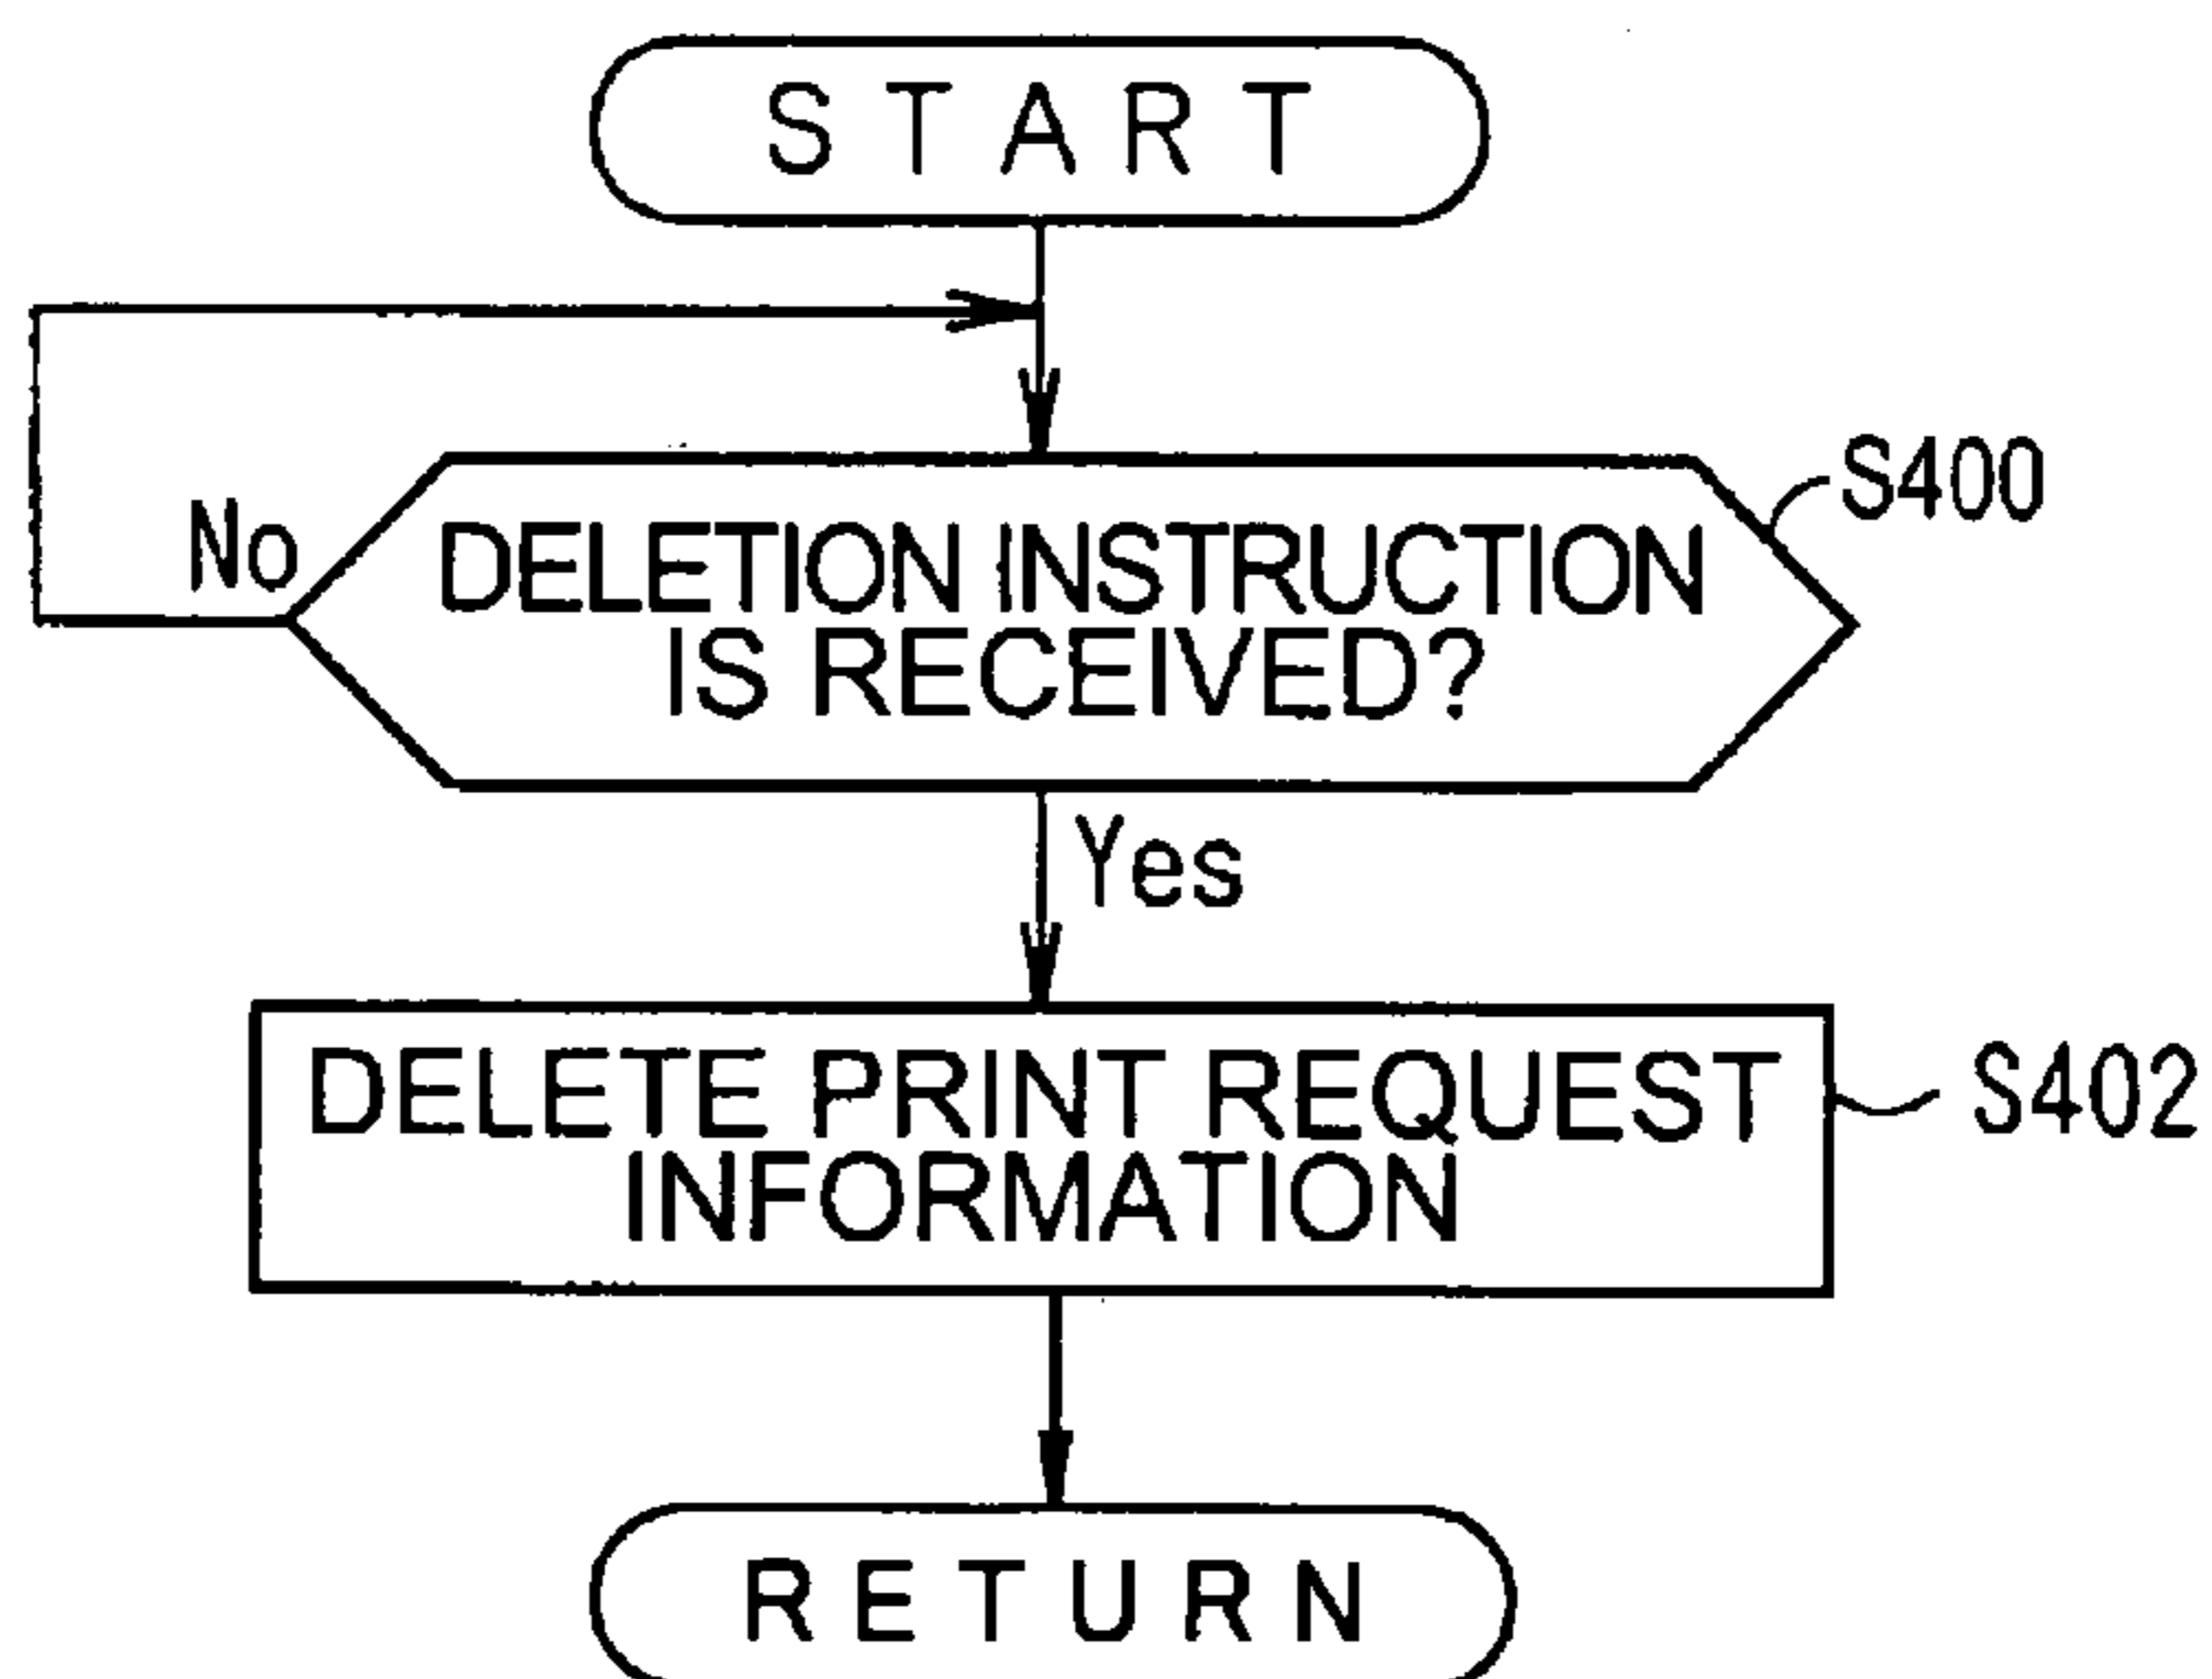 START
S400
No
DELETION INSTRUCTION
IS RECEIVED?
Yes
DELETE PRINT REQUEST
INFORMATION
S402
RETURN